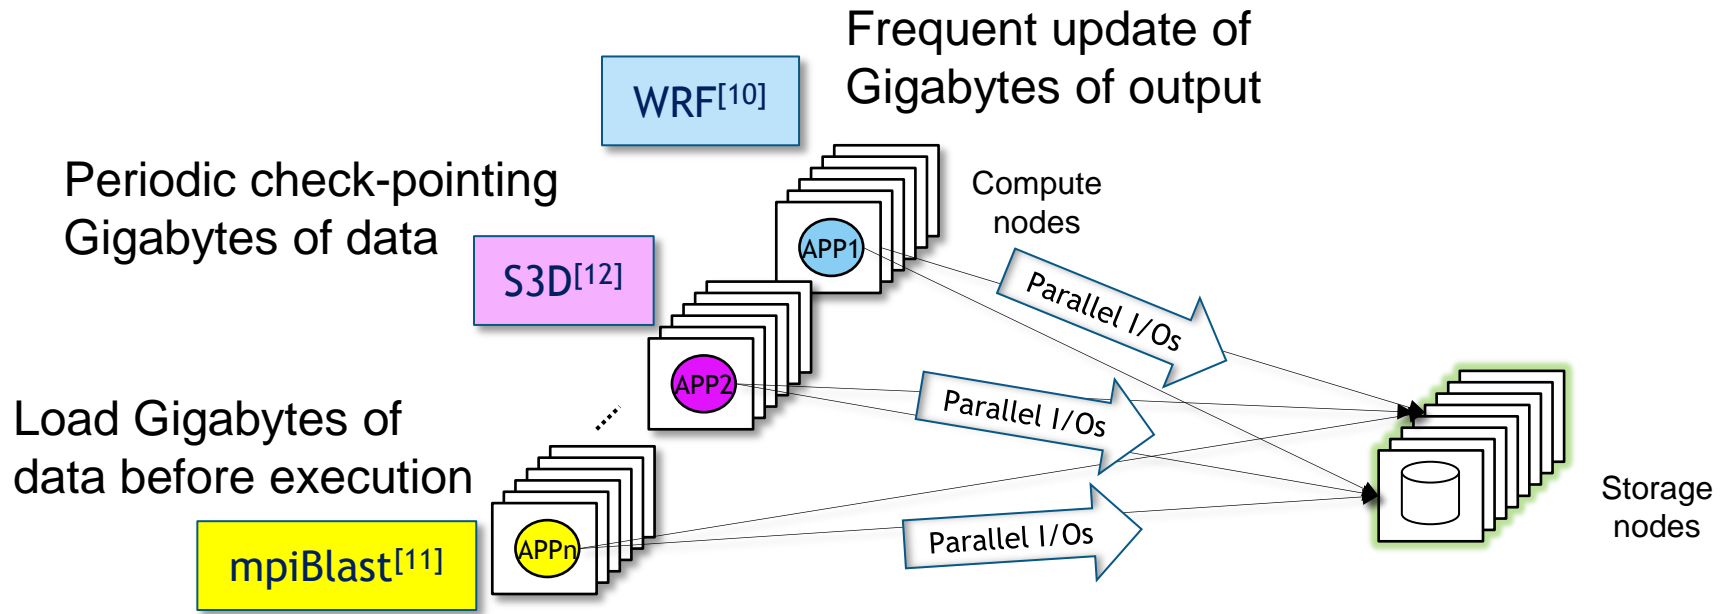 Frequent update of
Gigabytes of output
WRF[10]
Periodic check-pointing
Gigabytes of data
Compute
nodes
S3D[12]
APP1
Parallel I/Os
APP2
Parallel I/Os
Load Gigabytes of
data before execution
Storage
nodes
mpiBlast[11]
APPn
Parallel I/Os